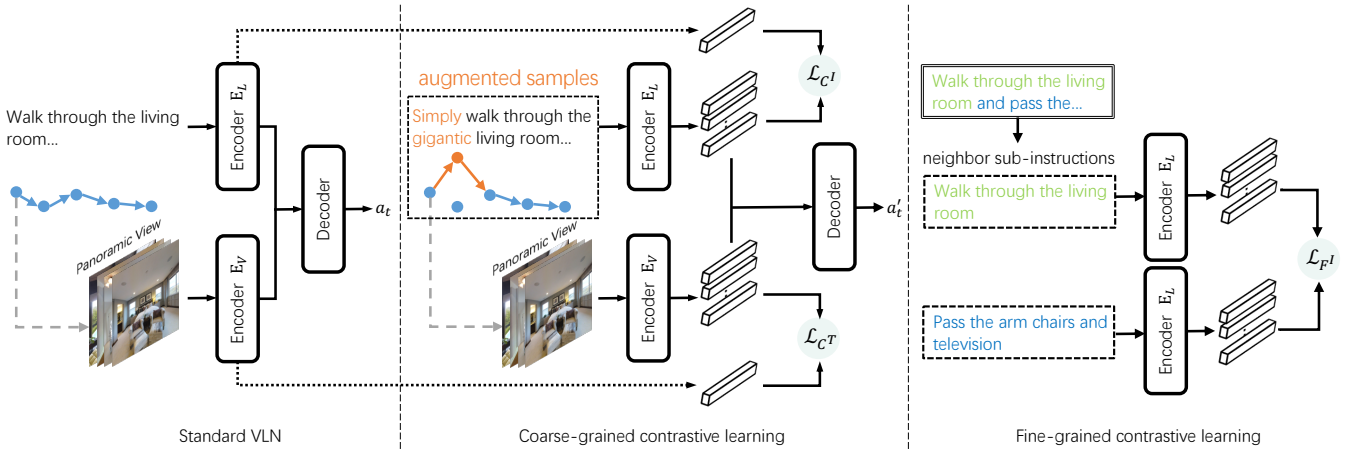 Walk through the living
room...
Panoramic View
Encoder E_L
Encoder E_V
Decoder
a_t
Standard VLN
augmented samples
Simply walk through the
gigantic living room...
Panoramic View
Encoder E_L
Encoder E_V
ℒ_{C^I}
ℒ_{C^T}
Decoder
a'_t
Coarse-grained contrastive learning
Walk through the living
room and pass the...
neighbor sub-instructions
Walk through the living
room
Pass the arm chairs and
television
Encoder E_L
Encoder E_L
ℒ_{F^I}
Fine-grained contrastive learning